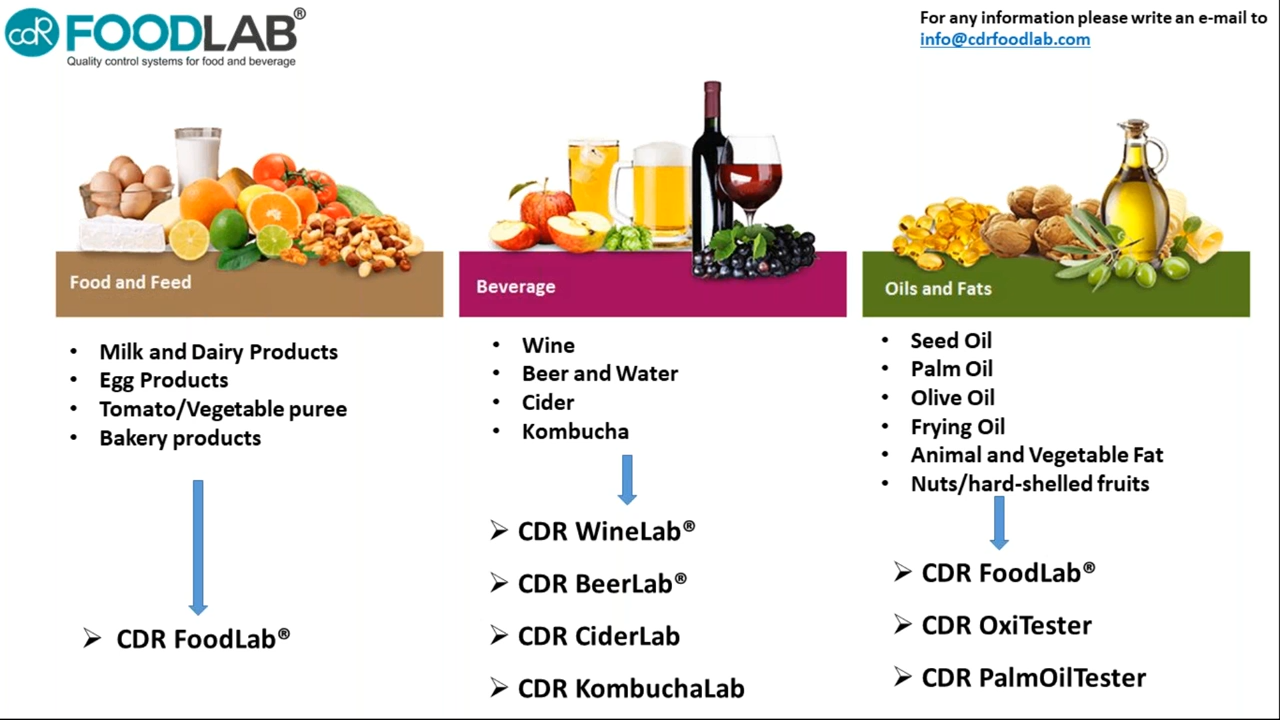 cdR FOODLAB®
Quality control systems for food and beverage
For any information please write an e-mail to
info@cdrfoodlab.com
Food and Feed
• Milk and Dairy Products
• Egg Products
• Tomato/Vegetable puree
• Bakery products
➢ CDR FoodLab®
Beverage
• Wine
• Beer and Water
• Cider
• Kombucha
➢ CDR WineLab®
➢ CDR BeerLab®
➢ CDR CiderLab
➢ CDR KombuchaLab
Oils and Fats
• Seed Oil
• Palm Oil
• Olive Oil
• Frying Oil
• Animal and Vegetable Fat
• Nuts/hard-shelled fruits
➢ CDR FoodLab®
➢ CDR OxiTester
➢ CDR PalmOilTester